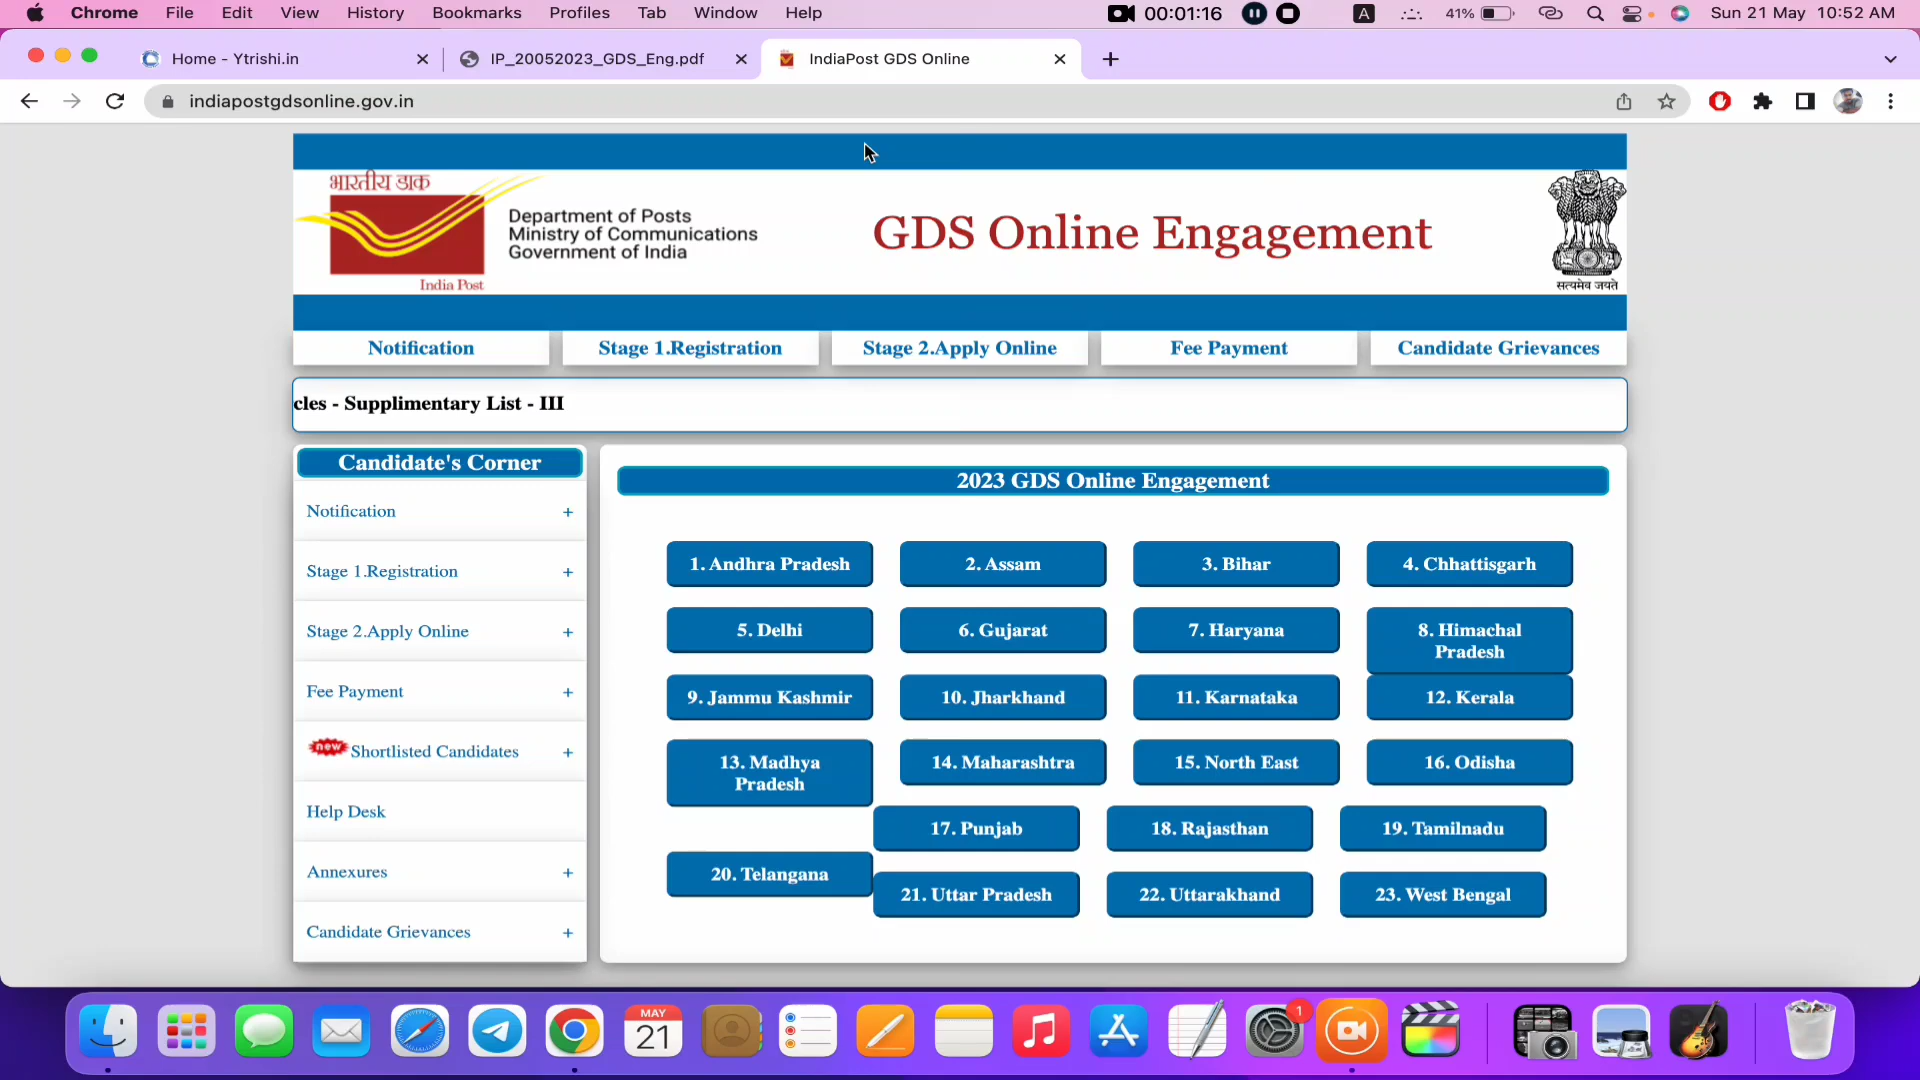 Chrome File Edit View History Bookmarks Profiles Tab Window Help 00:01:16 A 41% Sun 21 May 10:52 AM
Home - Ytrishi.in IP_20052023_GDS_Eng.pdf IndiaPost GDS Online
indiapostgdsonline.gov.in
भारतीय डाक
India Post
Department of Posts
Ministry of Communications
Government of India
GDS Online Engagement
सत्यमेव जयते
Notification Stage 1.Registration Stage 2.Apply Online Fee Payment Candidate Grievances
cles - Supplimentary List - III
Candidate's Corner
Notification +
Stage 1.Registration +
Stage 2.Apply Online +
Fee Payment +
new Shortlisted Candidates +
Help Desk
Annexures +
Candidate Grievances +
2023 GDS Online Engagement
1. Andhra Pradesh 2. Assam 3. Bihar 4. Chhattisgarh
5. Delhi 6. Gujarat 7. Haryana 8. Himachal
Pradesh
9. Jammu Kashmir 10. Jharkhand 11. Karnataka 12. Kerala
13. Madhya
Pradesh
14. Maharashtra 15. North East 16. Odisha
17. Punjab 18. Rajasthan 19. Tamilnadu
20. Telangana
21. Uttar Pradesh 22. Uttarakhand 23. West Bengal
MAY
21
1